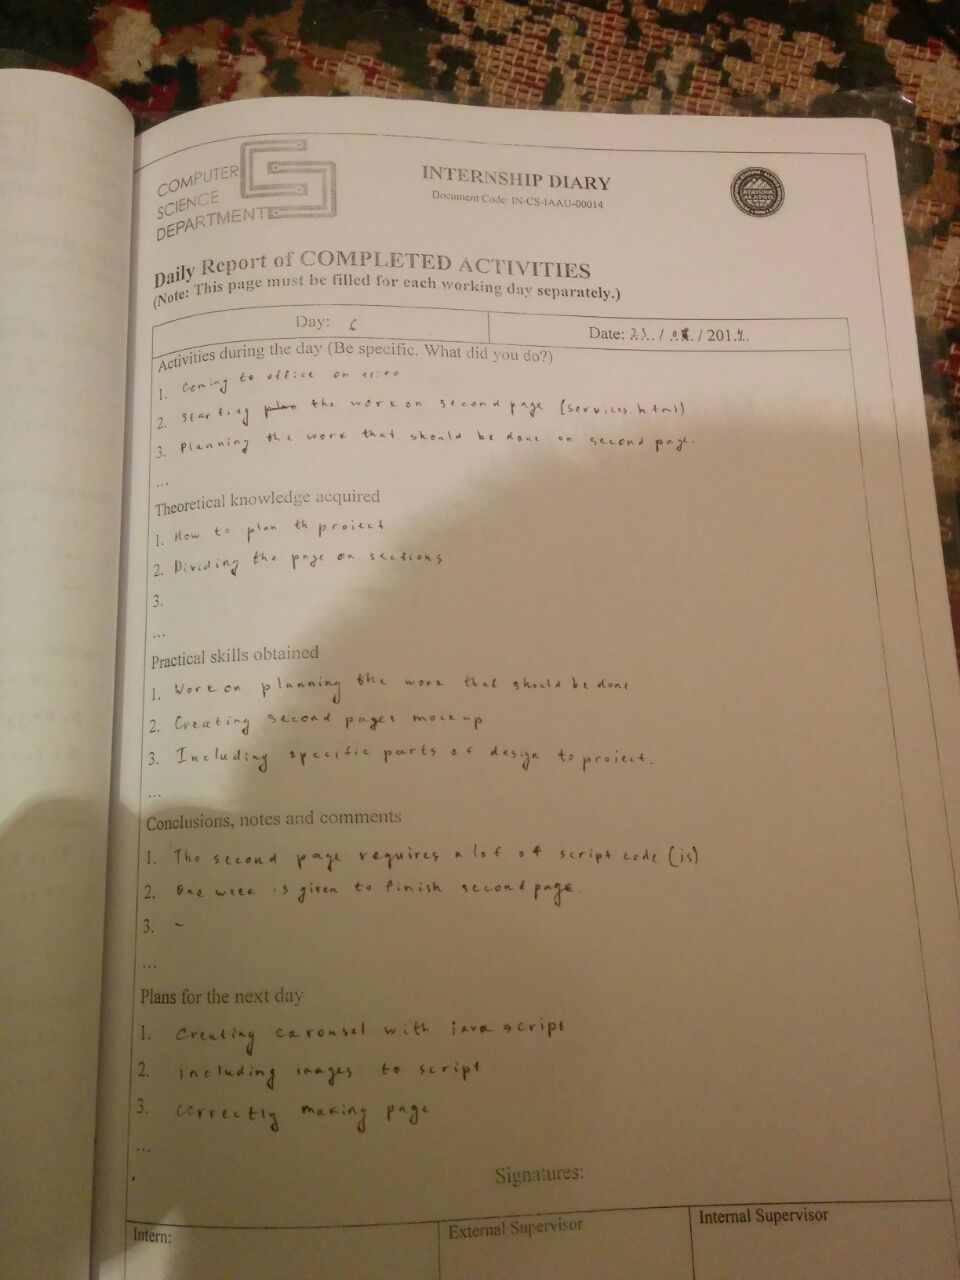 COMPUTER
SCIENCE
DEPARTMENT
INTERNSHIP DIARY
Document Code: IN-CS-IAAU-00014
Daily Report of COMPLETED ACTIVITIES
(Note: This page must be filled for each working day separately.)
Day: 6
Date: 23 / / 201
Activities during the day (Be specific. What did you do?)
1. Coming to office on 11:00
2. Starting plan the work on second page (services.html)
3. Planning the work that should be done on second page.
...
Theoretical knowledge acquired
1. How to plan th project
2. Dividing the page on sections
3.
...
Practical skills obtained
1. Work on planning the work that should be done
2. Creating second pages mockup
3. Including specific parts of design to project.
...
Conclusions, notes and comments
1. The second page requires a lot of script code (js)
2. One week is given to finish second page.
3. -
...
Plans for the next day
1. Creating carousel with java script
2. including images to script
3. correctly making page
...
Signatures:
Intern:
External Supervisor
Internal Supervisor